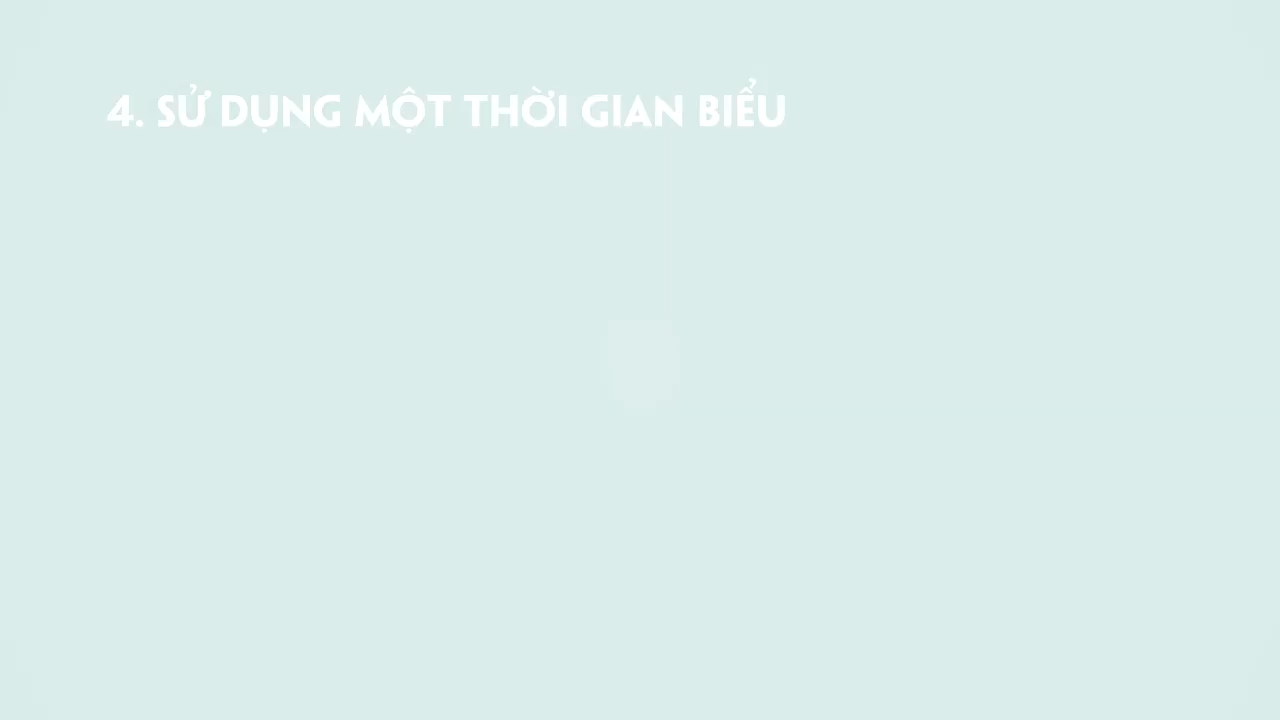 4. SỬ DỤNG MỘT THỜI GIAN BIỂU